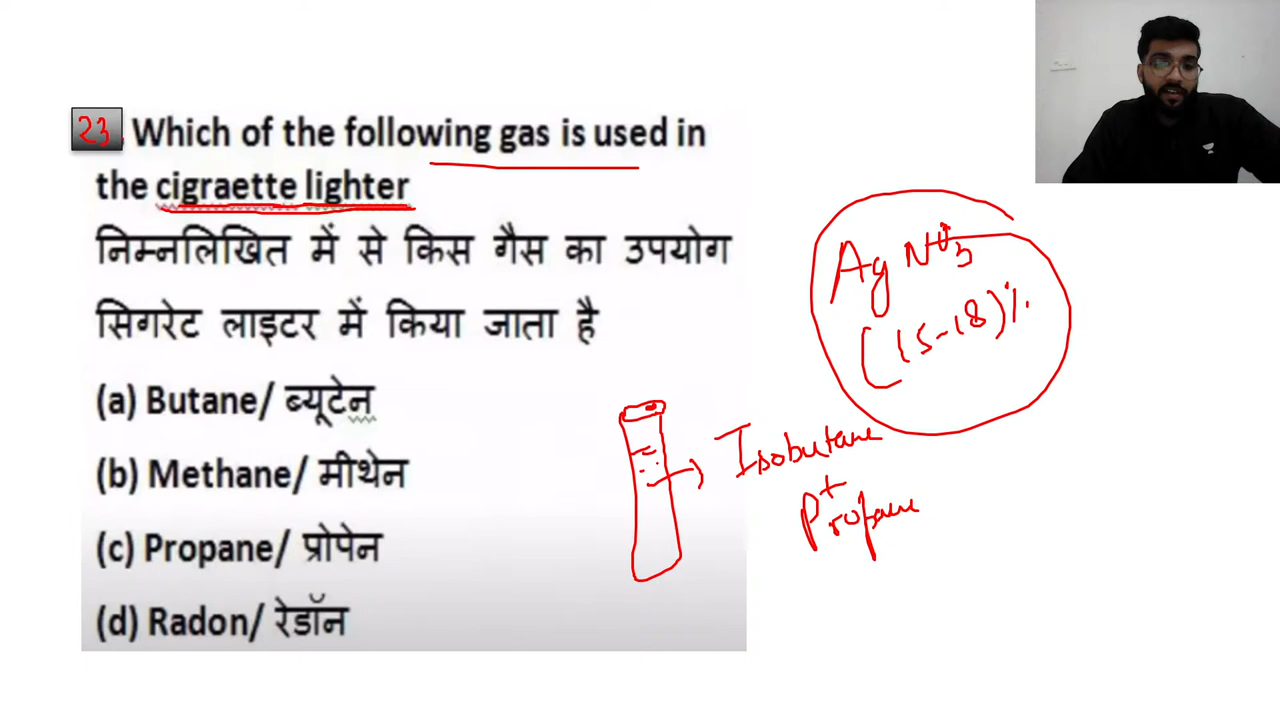 23. Which of the following gas is used in
the cigraette lighter
निम्नलिखित में से किस गैस का उपयोग
सिगरेट लाइटर में किया जाता है
(a) Butane/ ब्यूटेन
(b) Methane/ मीथेन
(c) Propane/ प्रोपेन
(d) Radon/ रेडॉन
AgNO3
(15-18)%
Isobutane
+
Propane